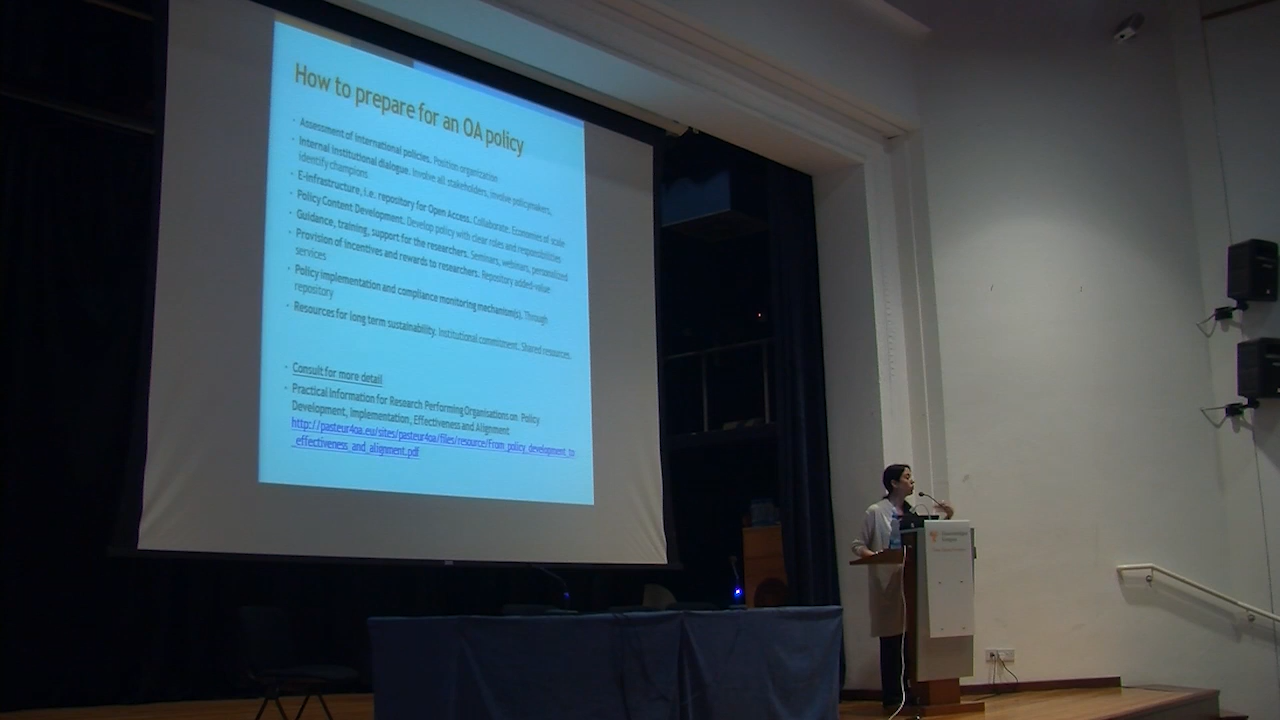 How to prepare for an OA policy
- Assessment of international policies. Position organization
- Internal institutional dialogue. Involve all stakeholders, involve policymakers,
identify champions
- E-infrastructure, i.e. repository for Open Access. Collaborate. Economies of scale
- Policy Content Development. Develop policy with clear roles and responsibilities
- Guidance, training, support for the researchers. Seminars, webinars, personalized
- Provision of incentives and rewards to researchers. Repository added-value
services
- Policy implementation and compliance monitoring mechanism(s). Through
repository
- Resources for long term sustainability. Institutional commitment. Shared resources.
- Consult for more detail
- Practical Information for Research Performing Organisations on Policy
Development, Implementation, Effectiveness and Alignment
http://pasteur4oa.eu/sites/pasteur4oa/files/resource/From_policy_development_to
_effectiveness_and_alignment.pdf